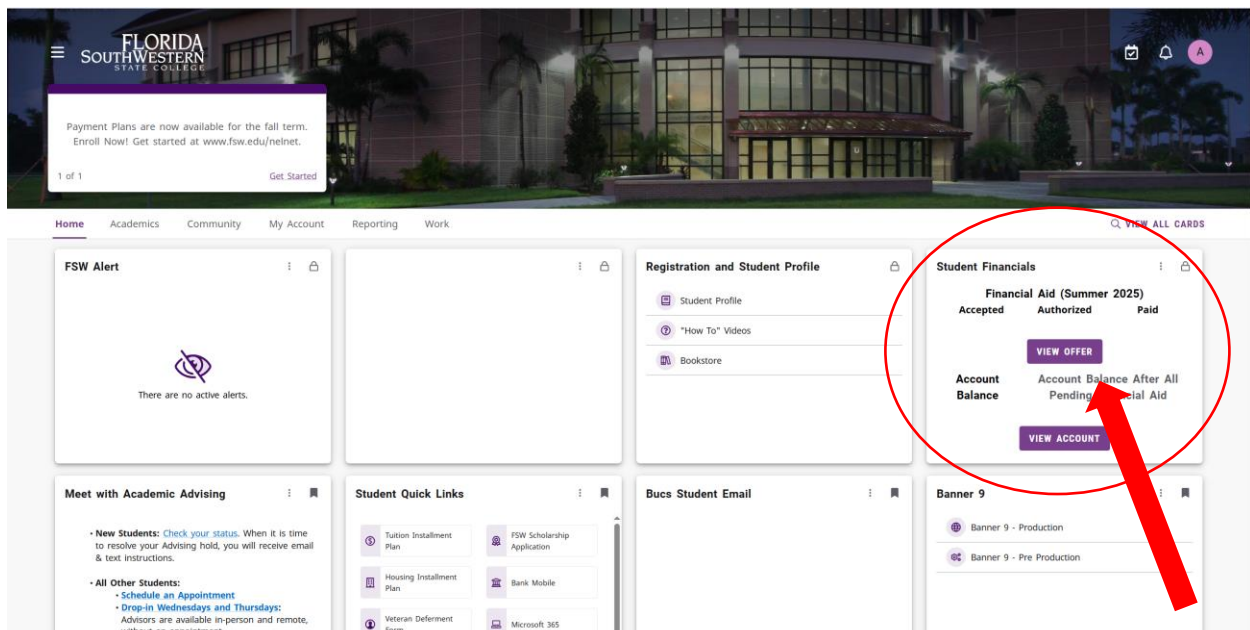 FLORIDA
SOUTHWESTERN
STATE COLLEGE
A
Payment Plans are now available for the fall term.
Enroll Now! Get started at www.fsw.edu/nelnet.
1 of 1
Get Started
Home
Academics
Community
My Account
Reporting
Work
VIEW ALL CARDS
FSW Alert
There are no active alerts.
Registration and Student Profile
Student Profile
"How To" Videos
Bookstore
Student Financials
Financial Aid (Summer 2025)
Accepted Authorized Paid
VIEW OFFER
Account
Balance
Account Balance After All
Pending Aid
VIEW ACCOUNT
Meet with Academic Advising
• New Students: Check your status. When it is time
to resolve your Advising hold, you will receive email
& text instructions.
• All Other Students:
• Schedule an Appointment
• Drop-in Wednesdays and Thursdays:
Advisors are available in-person and remote,
Student Quick Links
Tuition Installment
Plan
FSW Scholarship
Application
Housing Installment
Plan
Bank Mobile
Veteran Deferment
Microsoft 365
Bucs Student Email
Banner 9
Banner 9 - Production
Banner 9 - Pre Production